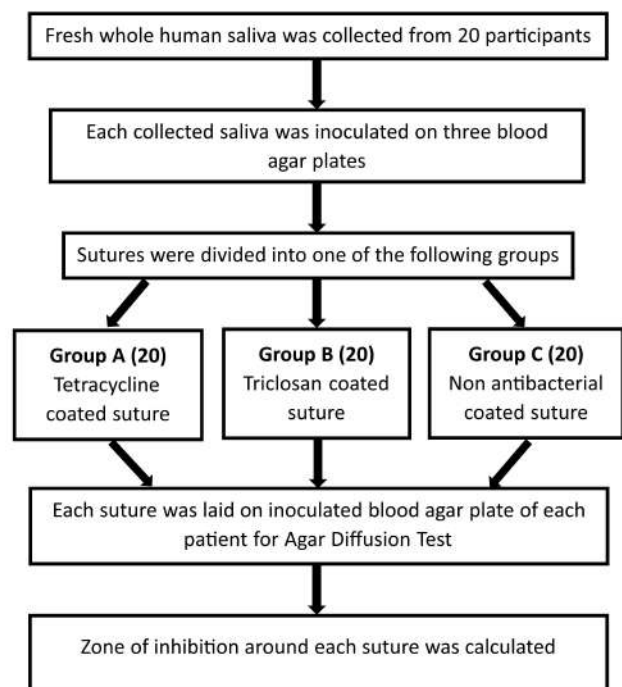 Fresh whole human saliva was collected from 20 participants
Each collected saliva was inoculated on three blood
agar plates
Sutures were divided into one of the following groups
Group A (20)
Tetracycline
coated suture
Group B (20)
Triclosan coated
suture
Group C (20)
Non antibacterial
coated suture
Each suture was laid on inoculated blood agar plate of each
patient for Agar Diffusion Test
Zone of inhibition around each suture was calculated